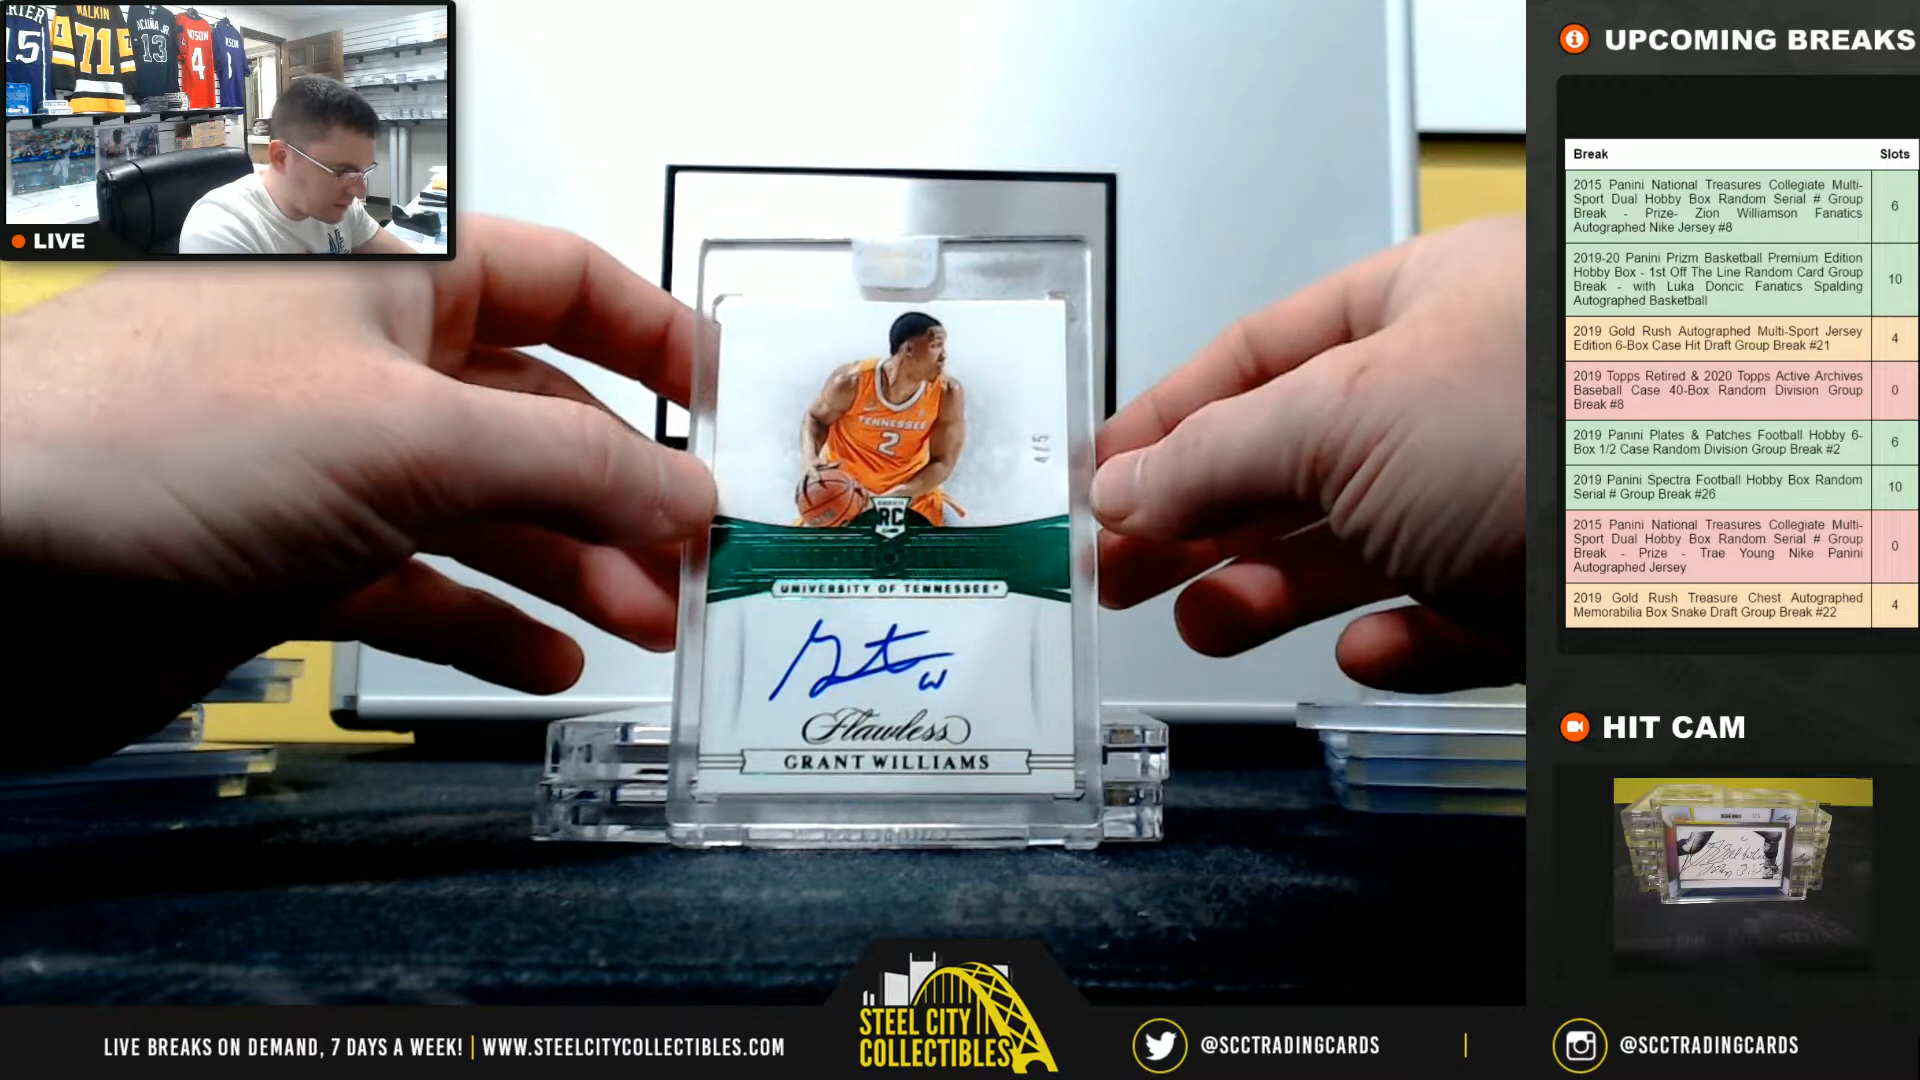 RIER
15
MALKIN
71
ACUÑA JR
13
WATSON
4
LIVE
TENNESSEE
2
4/5
RC
UNIVERSITY OF TENNESSEE
Flawless
GRANT WILLIAMS
UPCOMING BREAKS
Break Slots
2015 Panini National Treasures Collegiate Multi-
Sport Dual Hobby Box Random Serial # Group
Break - Prize- Zion Williamson Fanatics
Autographed Nike Jersey #8
6
2019-20 Panini Prizm Basketball Premium Edition
Hobby Box - 1st Off The Line Random Card Group
Break - with Luka Doncic Fanatics Spalding
Autographed Basketball
10
2019 Gold Rush Autographed Multi-Sport Jersey
Edition 6-Box Case Hit Draft Group Break #21
4
2019 Topps Retired & 2020 Topps Active Archives
Baseball Case 40-Box Random Division Group
Break #8
0
2019 Panini Plates & Patches Football Hobby 6-
Box 1/2 Case Random Division Group Break #2
6
2019 Panini Spectra Football Hobby Box Random
Serial # Group Break #26
10
2015 Panini National Treasures Collegiate Multi-
Sport Dual Hobby Box Random Serial # Group
Break - Prize - Trae Young Nike Panini
Autographed Jersey
0
2019 Gold Rush Treasure Chest Autographed
Memorabilia Box Snake Draft Group Break #22
4
HIT CAM
LIVE BREAKS ON DEMAND, 7 DAYS A WEEK! | WWW.STEELCITYCOLLECTIBLES.COM
STEEL CITY
COLLECTIBLES
@SCCTRADINGCARDS
@SCCTRADINGCARDS